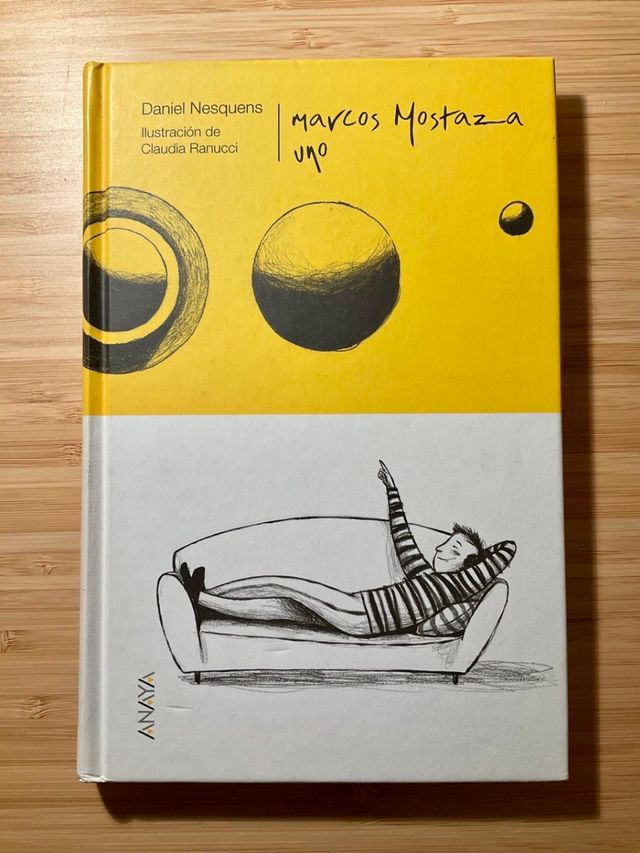 Daniel Nesquens
Ilustración de
Claudia Ranucci
Marcos Mostaza
uno
ANAYA